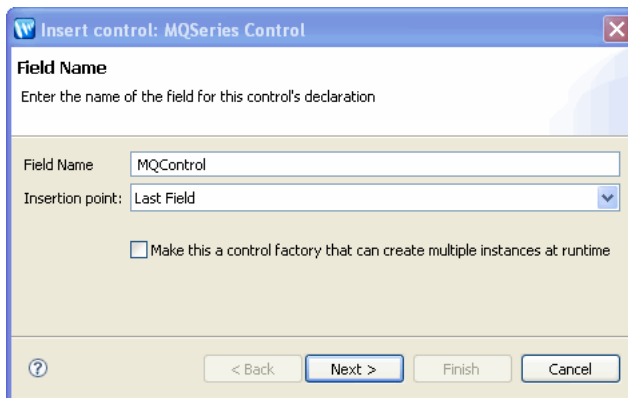 Insert control: MQSeries Control
Field Name
Enter the name of the field for this control's declaration
Field Name MQControl
Insertion point: Last Field
Make this a control factory that can create multiple instances at runtime
? < Back Next > Finish Cancel